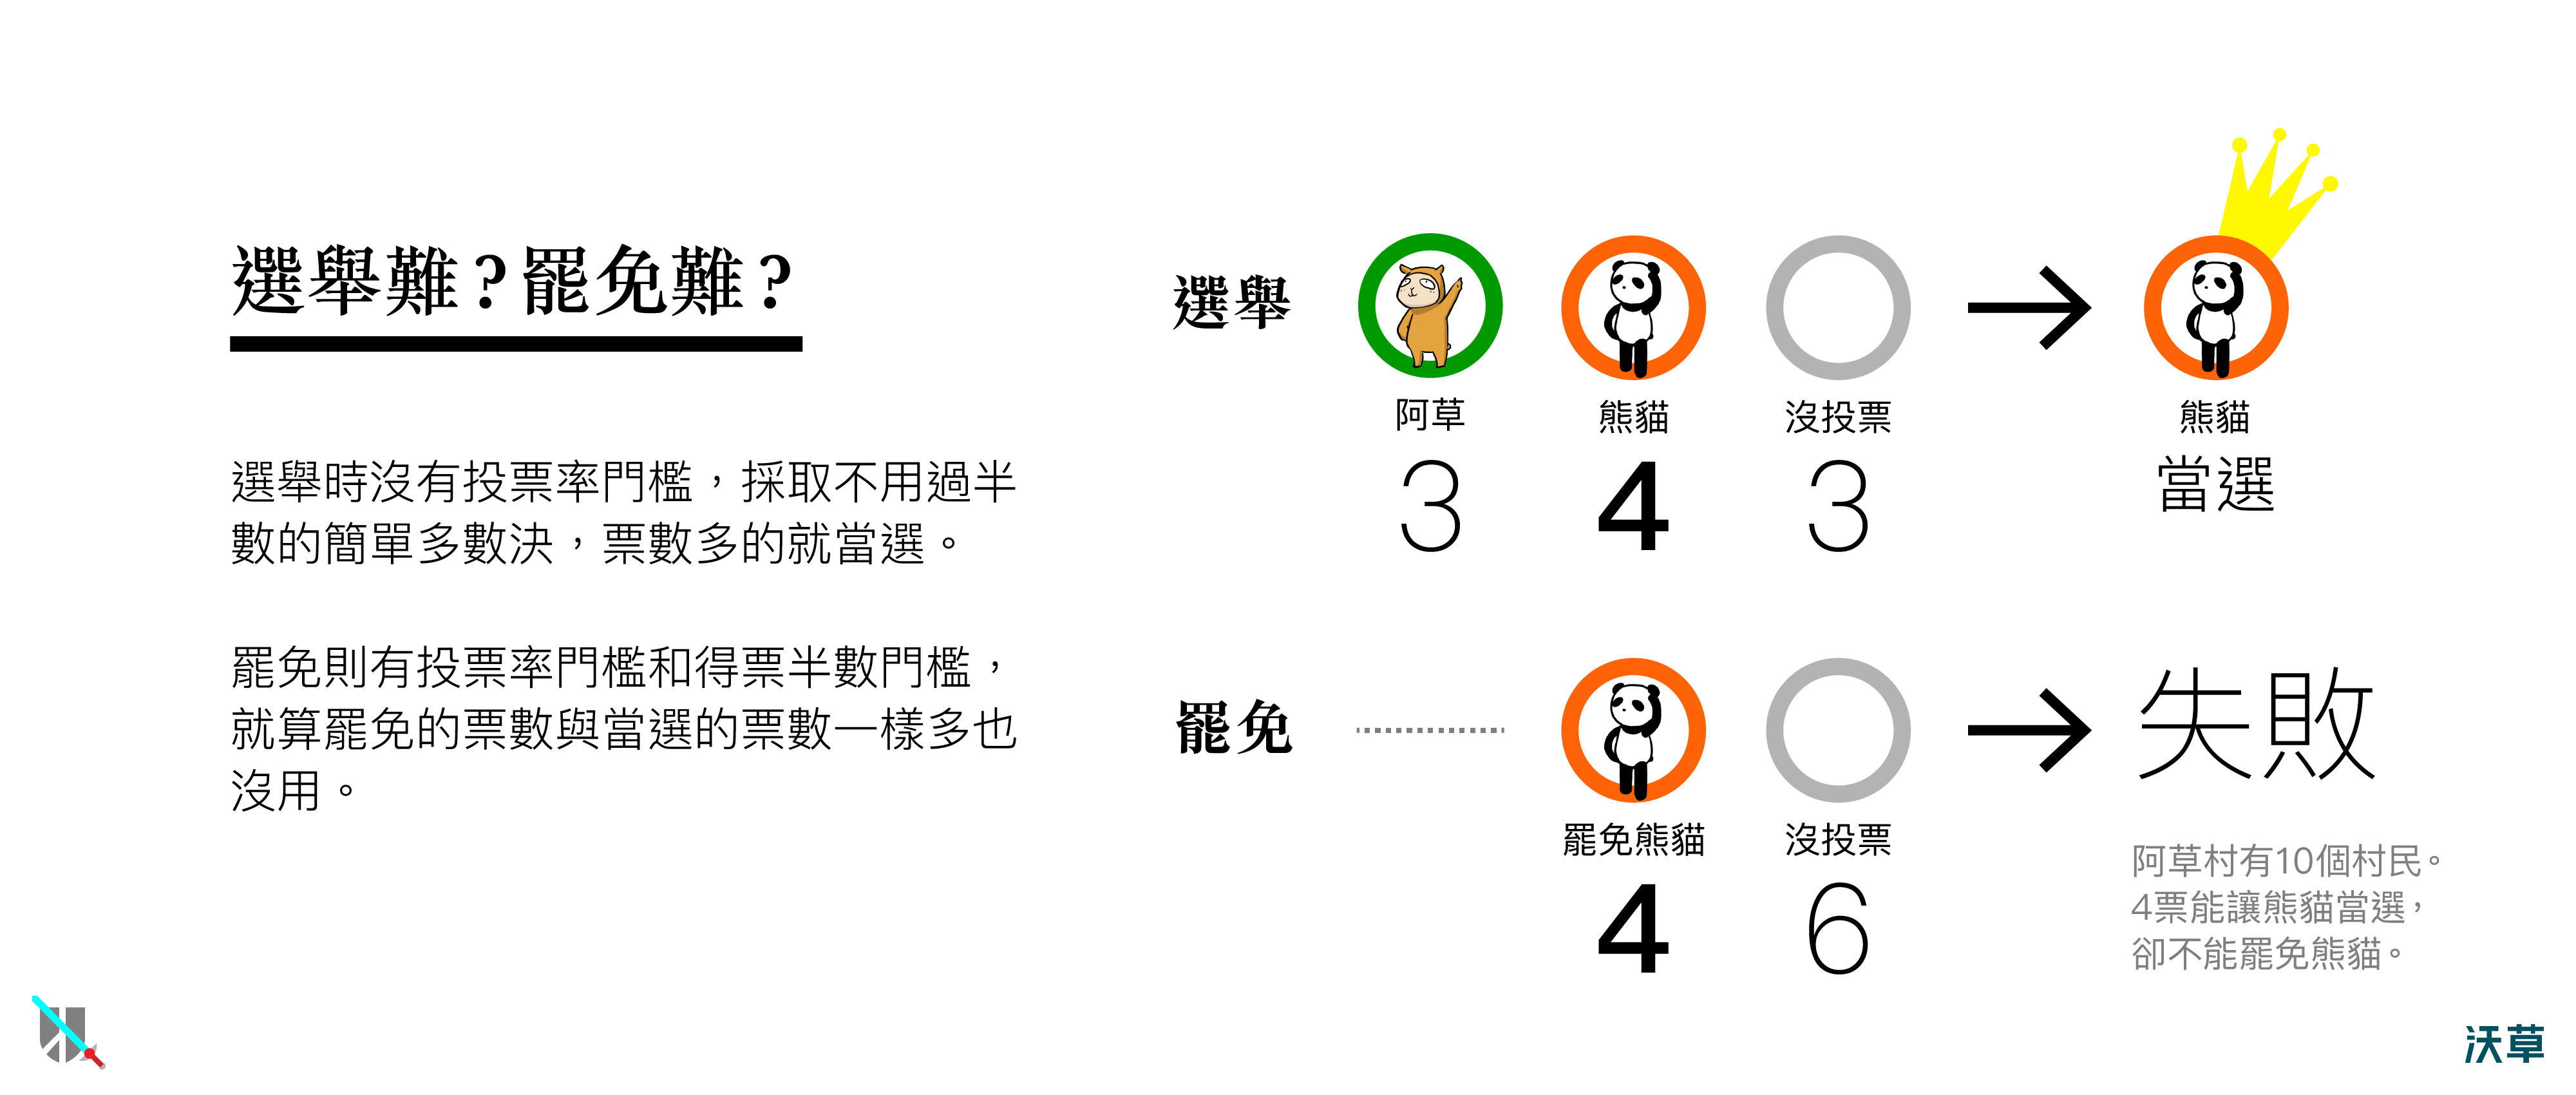 選舉難?罷免難?
選舉時沒有投票率門檻，採取不用過半
數的簡單多數決，票數多的就當選。
罷免則有投票率門檻和得票半數門檻，
就算罷免的票數與當選的票數一樣多也
沒用。
選舉
阿草
熊貓
沒投票
熊貓
3
4
3
當選
罷免
失敗
罷免熊貓
沒投票
4
6
阿草村有10個村民。
4票能讓熊貓當選，
卻不能罷免熊貓。
沃草